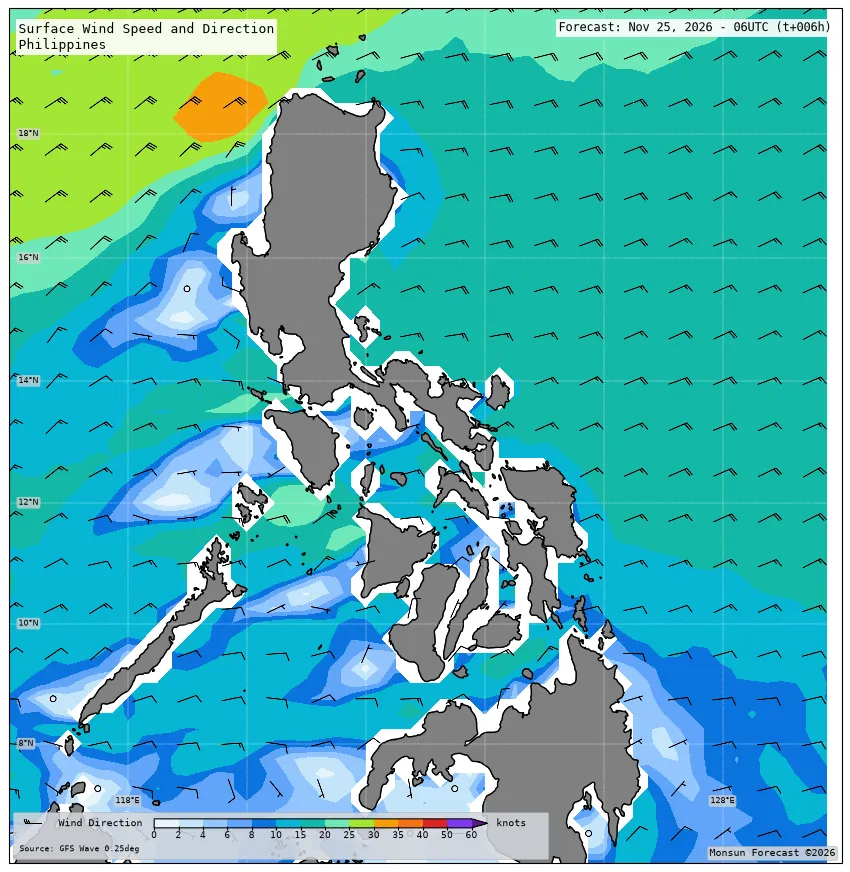 Surface Wind Speed and Direction
Philippines
Forecast: Nov 25, 2026 - 06UTC (t+006h)
18°N
16°N
14°N
12°N
10°N
8°N
118°E
128°E
Wind Direction
0 2 4 6 8 10 15 20 25 30 35 40 50 60
knots
Source: GFS Wave 0.25deg
Monsun Forecast ©2026